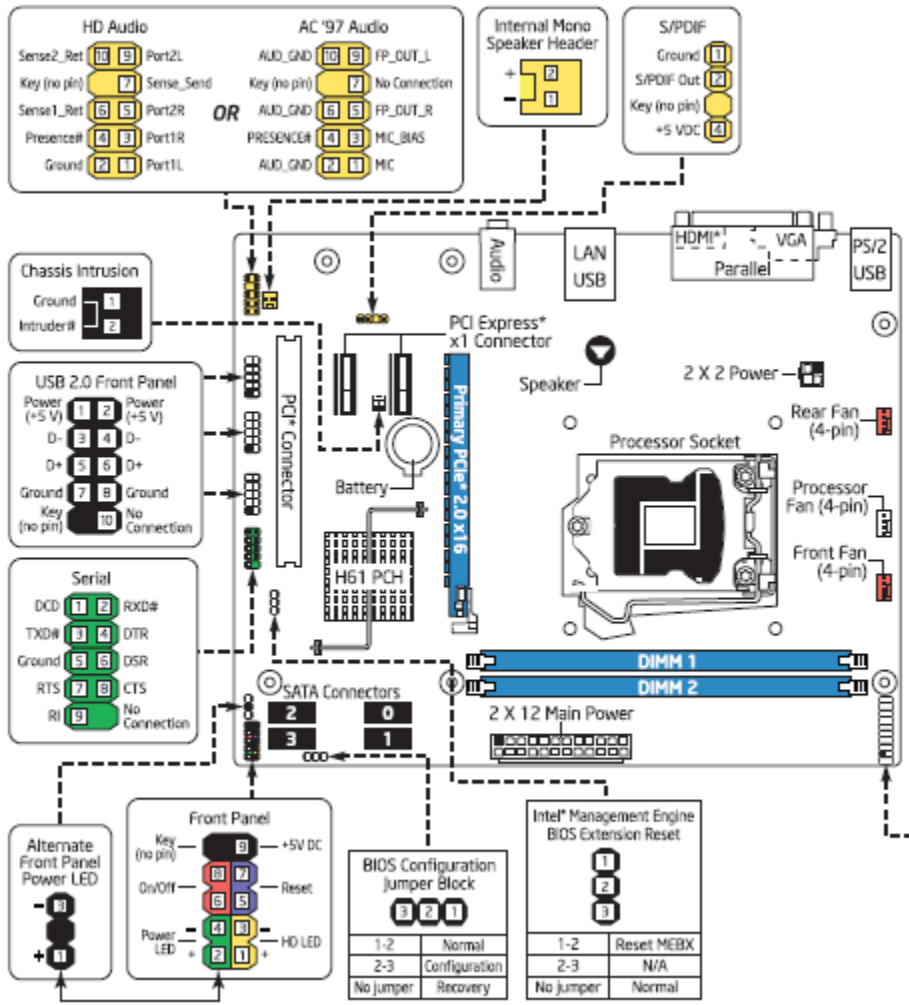 HD Audio
Sense2_Ret 10 9 Port2L
Key (no pin) 7 Sense_Send
Sense1_Ret 6 5 Port2R
Presence# 4 3 Port1R
Ground 2 1 Port1L
OR
AC '97 Audio
AUD_GND 10 9 FP_OUT_L
Key (no pin) 7 No Connection
AUD_GND 6 5 FP_OUT_R
PRESENCE# 4 3 MIC_BIAS
AUD_GND 2 1 MIC
Internal Mono
Speaker Header
+ 2
- 1
S/PDIF
Ground 1
S/PDIF Out 2
Key (no pin)
+5 VDC 4
Audio
LAN
USB
HDMI*
VGA
Parallel
PS/2
USB
Chassis Intrusion
Ground 1
Intruder# 2
PCI Express*
x1 Connector
Speaker
2 X 2 Power
Rear Fan
(4-pin)
USB 2.0 Front Panel
Power
(+5 V)
1 2
Power
(+5 V)
D- 3 4 D-
D+ 5 6 D+
Ground 7 8 Ground
Key
(no pin)
10
No
Connection
PCI* Connector
Battery
Primary PCIe* 2.0 x16
Processor Socket
Processor
Fan (4-pin)
Front Fan
(4-pin)
H61 PCH
Serial
DCD 1 2 RXD#
TXD# 3 4 DTR
Ground 5 6 DSR
RTS 7 8 CTS
RI 9
No
Connection
DIMM 1
DIMM 2
SATA Connectors
2 0
3 1
2 X 12 Main Power
Alternate
Front Panel
Power LED
- 3
+ 1
Front Panel
Key
(no pin)
9 +5V DC
On/Off
8 7
6 5
Reset
Power
LED
- 4 3 -
+ 2 1 +
HD LED
BIOS Configuration
Jumper Block
3 2 1
1-2 Normal
2-3 Configuration
No jumper Recovery
Intel* Management Engine
BIOS Extension Reset
1
2
3
1-2 Reset MEBX
2-3 N/A
No jumper Normal